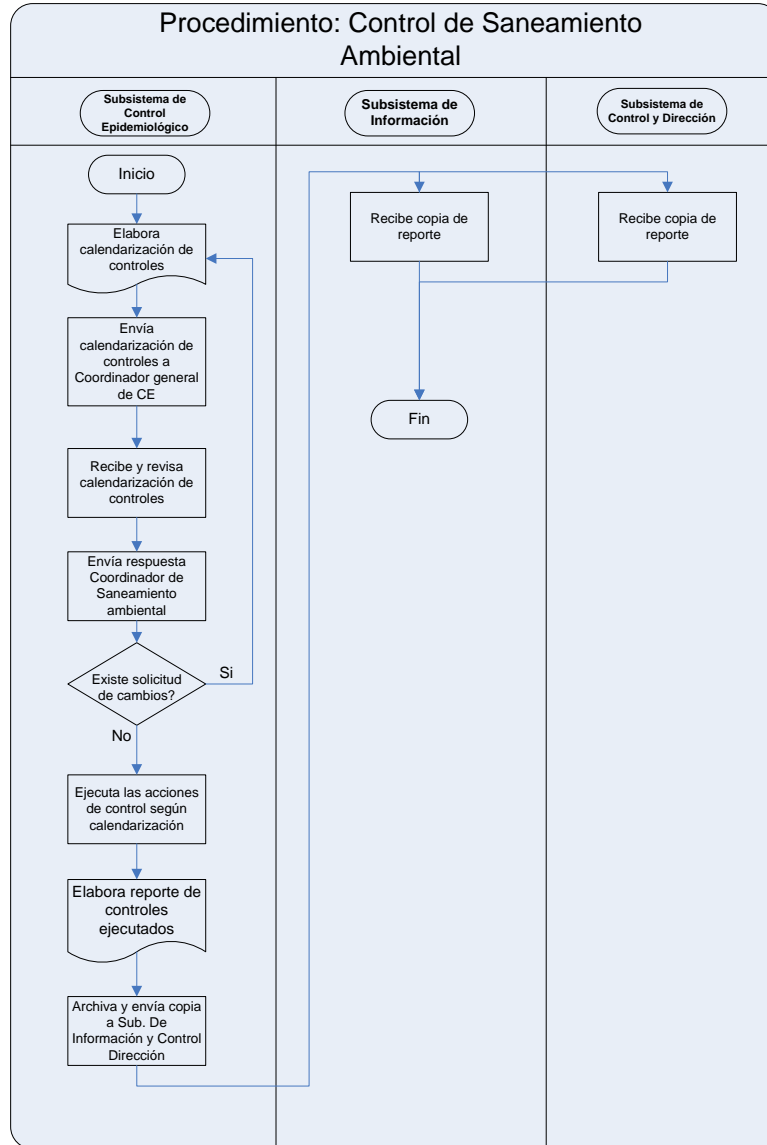 Procedimiento: Control de Saneamiento
Ambiental
Subsistema de
Control
Epidemiológico
Subsistema de
Información
Subsistema de
Control y Dirección
Inicio
Elabora
calendarización de
controles
Envía
calendarización de
controles a
Coordinador general
de CE
Recibe y revisa
calendarización de
controles
Envía respuesta
Coordinador de
Saneamiento
ambiental
Existe solicitud
de cambios?
Si
No
Ejecuta las acciones
de control según
calendarización
Elabora reporte de
controles
ejecutados
Archiva y envía copia
a Sub. De
Información y Control
Dirección
Recibe copia de
reporte
Recibe copia de
reporte
Fin